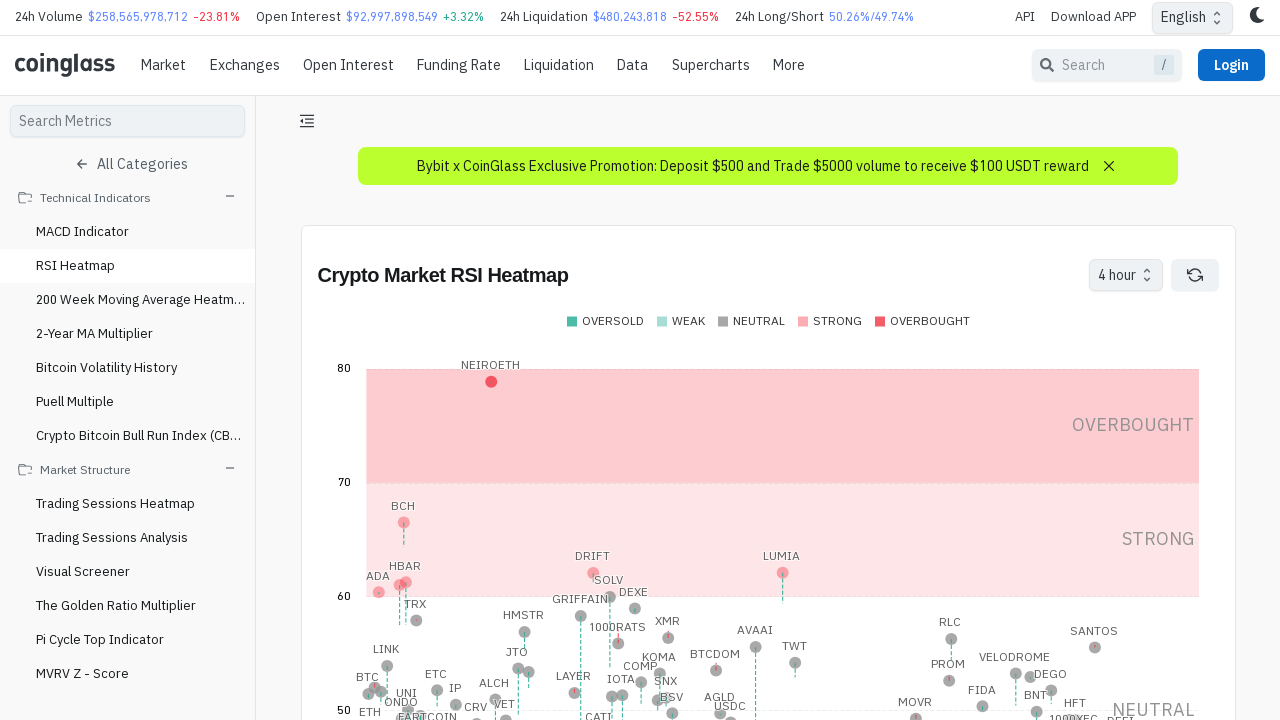 24h Volume $258,565,978,712 -23.81% Open Interest $92,997,898,549 +3.32% 24h Liquidation $480,243,818 -52.55% 24h Long/Short 50.26%/49.74% API Download APP English
coinglass Market Exchanges Open Interest Funding Rate Liquidation Data Supercharts More Search / Login
Search Metrics
All Categories
Technical Indicators
MACD Indicator
RSI Heatmap
200 Week Moving Average Heatm...
2-Year MA Multiplier
Bitcoin Volatility History
Puell Multiple
Crypto Bitcoin Bull Run Index (CB...
Market Structure
Trading Sessions Heatmap
Trading Sessions Analysis
Visual Screener
The Golden Ratio Multiplier
Pi Cycle Top Indicator
MVRV Z - Score
Bybit x CoinGlass Exclusive Promotion: Deposit $500 and Trade $5000 volume to receive $100 USDT reward
Crypto Market RSI Heatmap 4 hour
OVERSOLD WEAK NEUTRAL STRONG OVERBOUGHT
80 NEIROETH
OVERBOUGHT
70
BCH
STRONG
DRIFT LUMIA
HBAR
ADA SOLV
60 GRIFFAIN DEXE
TRX
HMSTR 1000RATS XMR AVAAI RLC SANTOS
LINK JTO KOMA BTCDOM TWT VELODROME
BTC ETC LAYER COMP PROM DEGO
UNI IP ALCH IOTA SNX FIDA
ONDO CRV VET BSV AGLD USDC MOVR BNT HFT
50 ETH CATI NEUTRAL